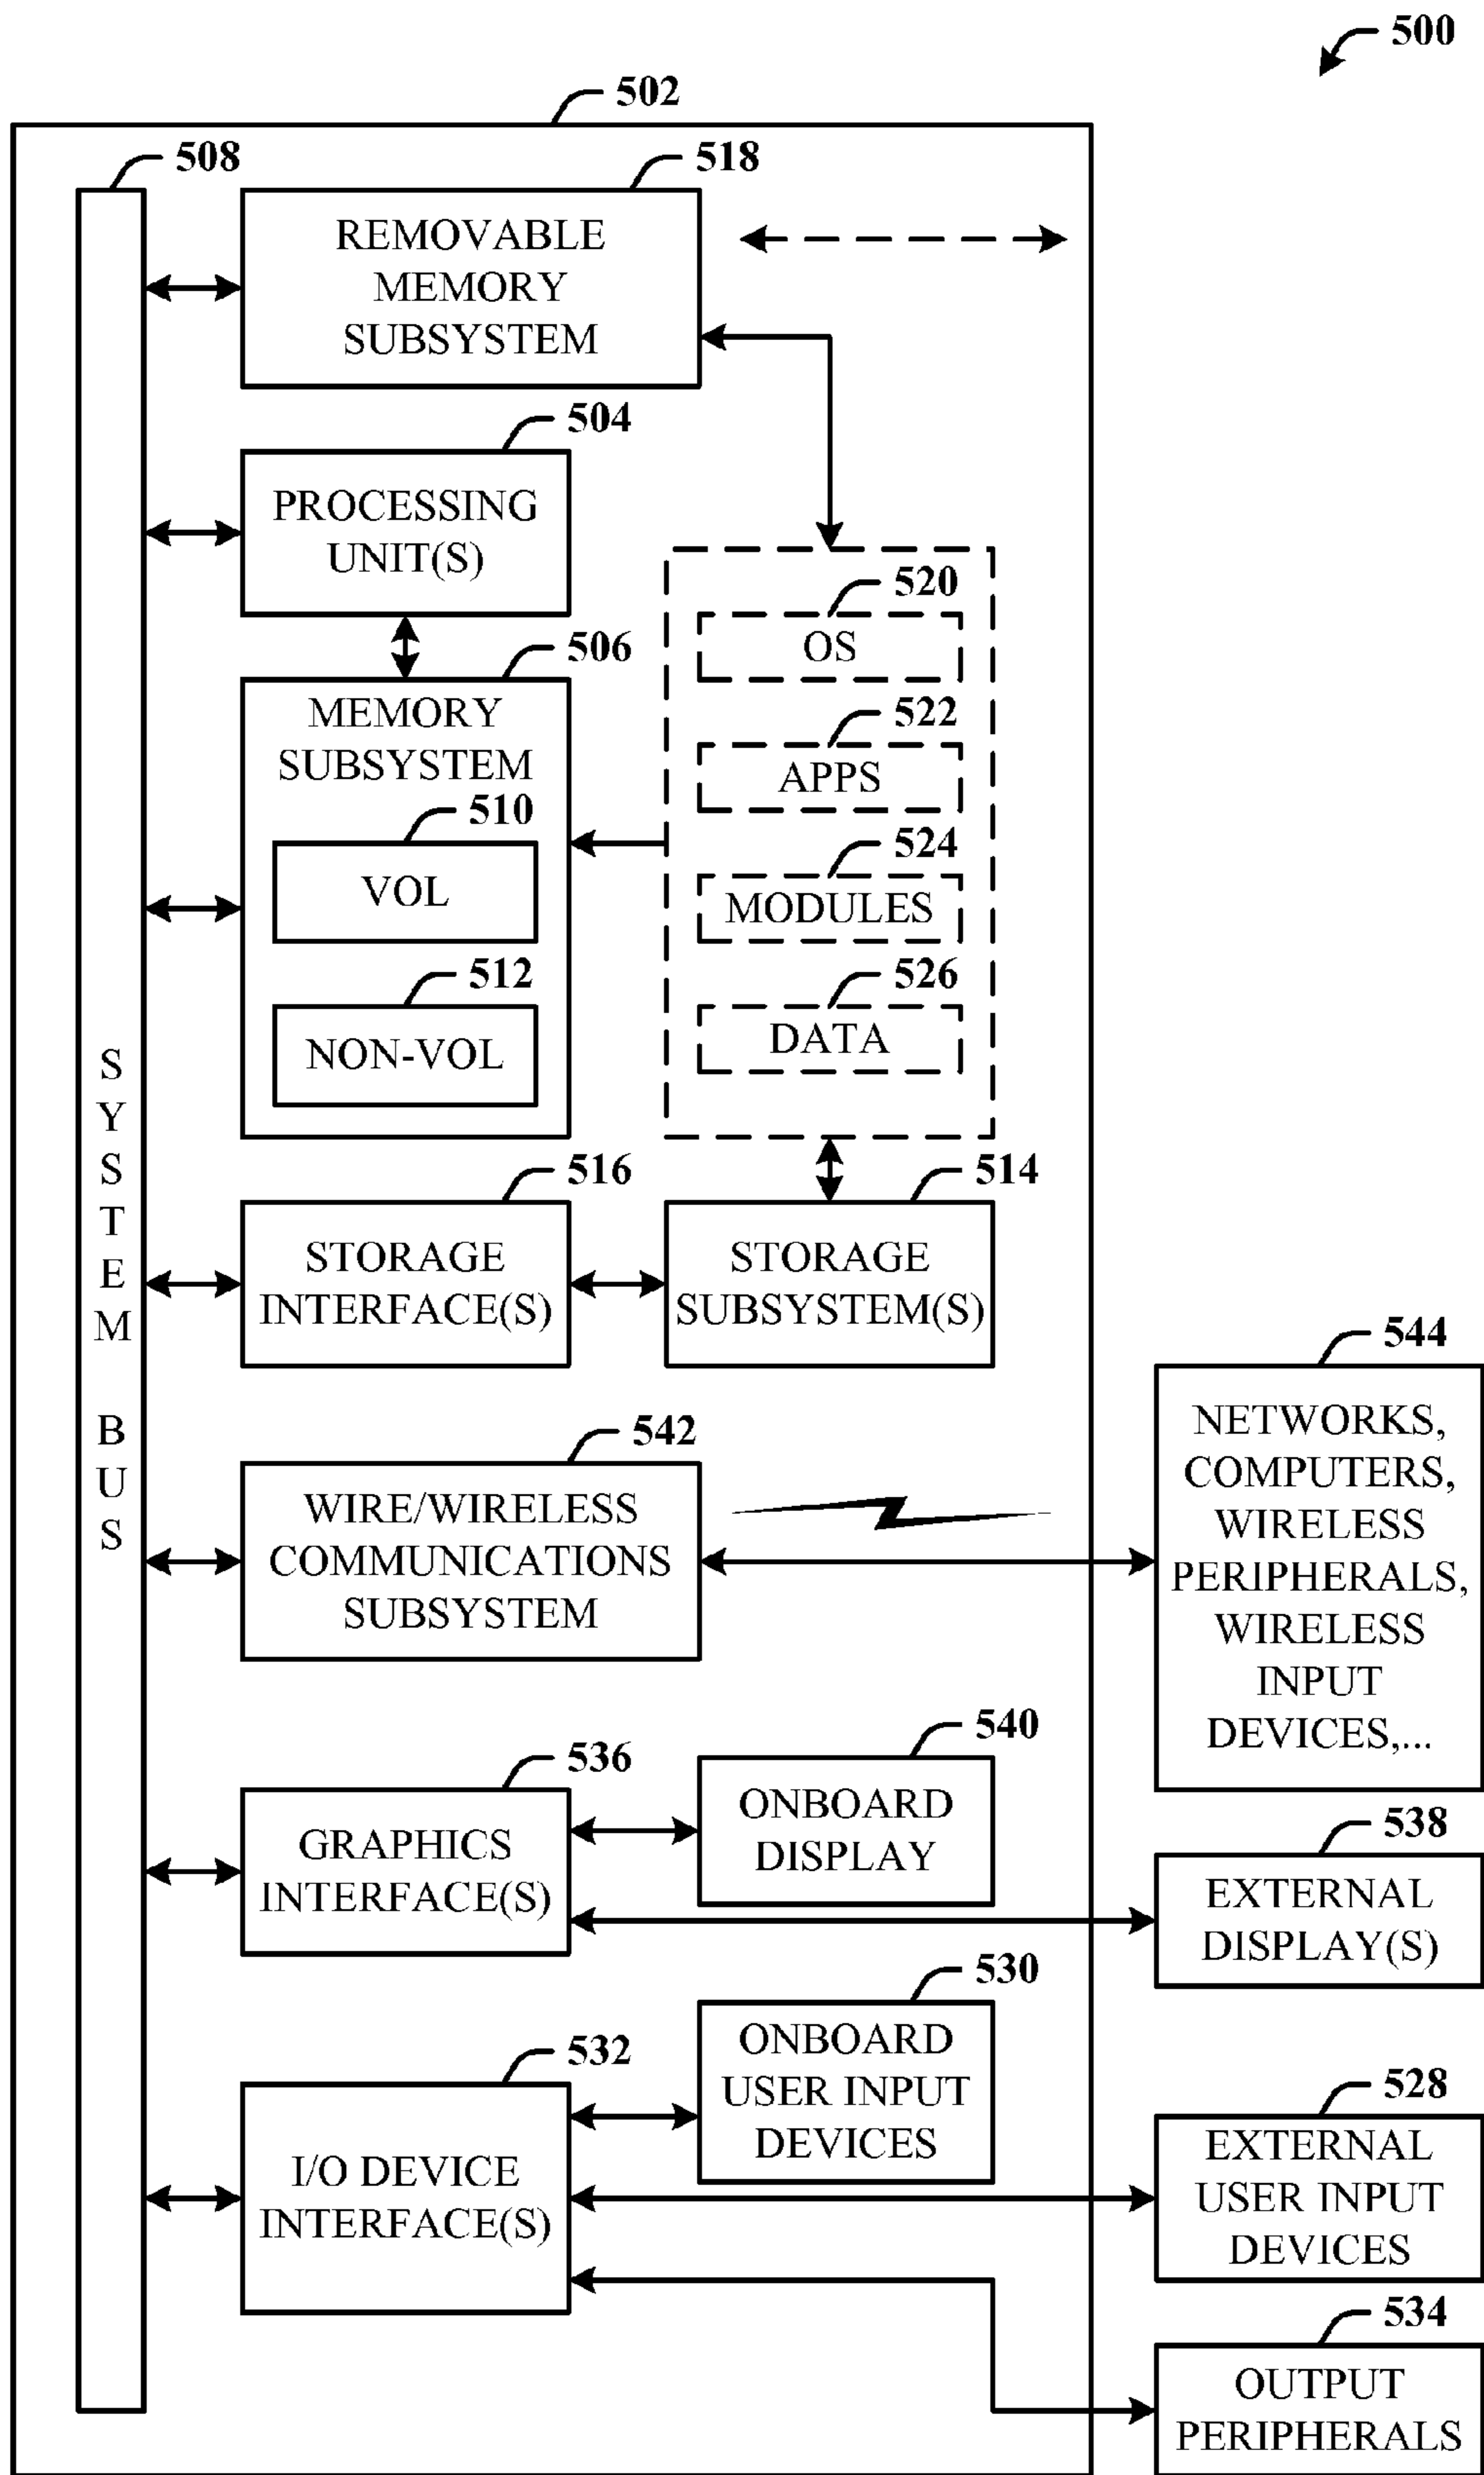 500
502
508
518
REMOVABLE
MEMORY
SUBSYSTEM
504
PROCESSING
UNIT(S)
506
MEMORY
SUBSYSTEM
510
VOL
512
NON-VOL
520
OS
522
APPS
524
MODULES
526
DATA
SYSTEM BUS
516
STORAGE
INTERFACE(S)
514
STORAGE
SUBSYSTEM(S)
542
WIRE/WIRELESS
COMMUNICATIONS
SUBSYSTEM
544
NETWORKS,
COMPUTERS,
WIRELESS
PERIPHERALS,
WIRELESS
INPUT
DEVICES,...
536
GRAPHICS
INTERFACE(S)
540
ONBOARD
DISPLAY
538
EXTERNAL
DISPLAY(S)
532
I/O DEVICE
INTERFACE(S)
530
ONBOARD
USER INPUT
DEVICES
528
EXTERNAL
USER INPUT
DEVICES
534
OUTPUT
PERIPHERALS